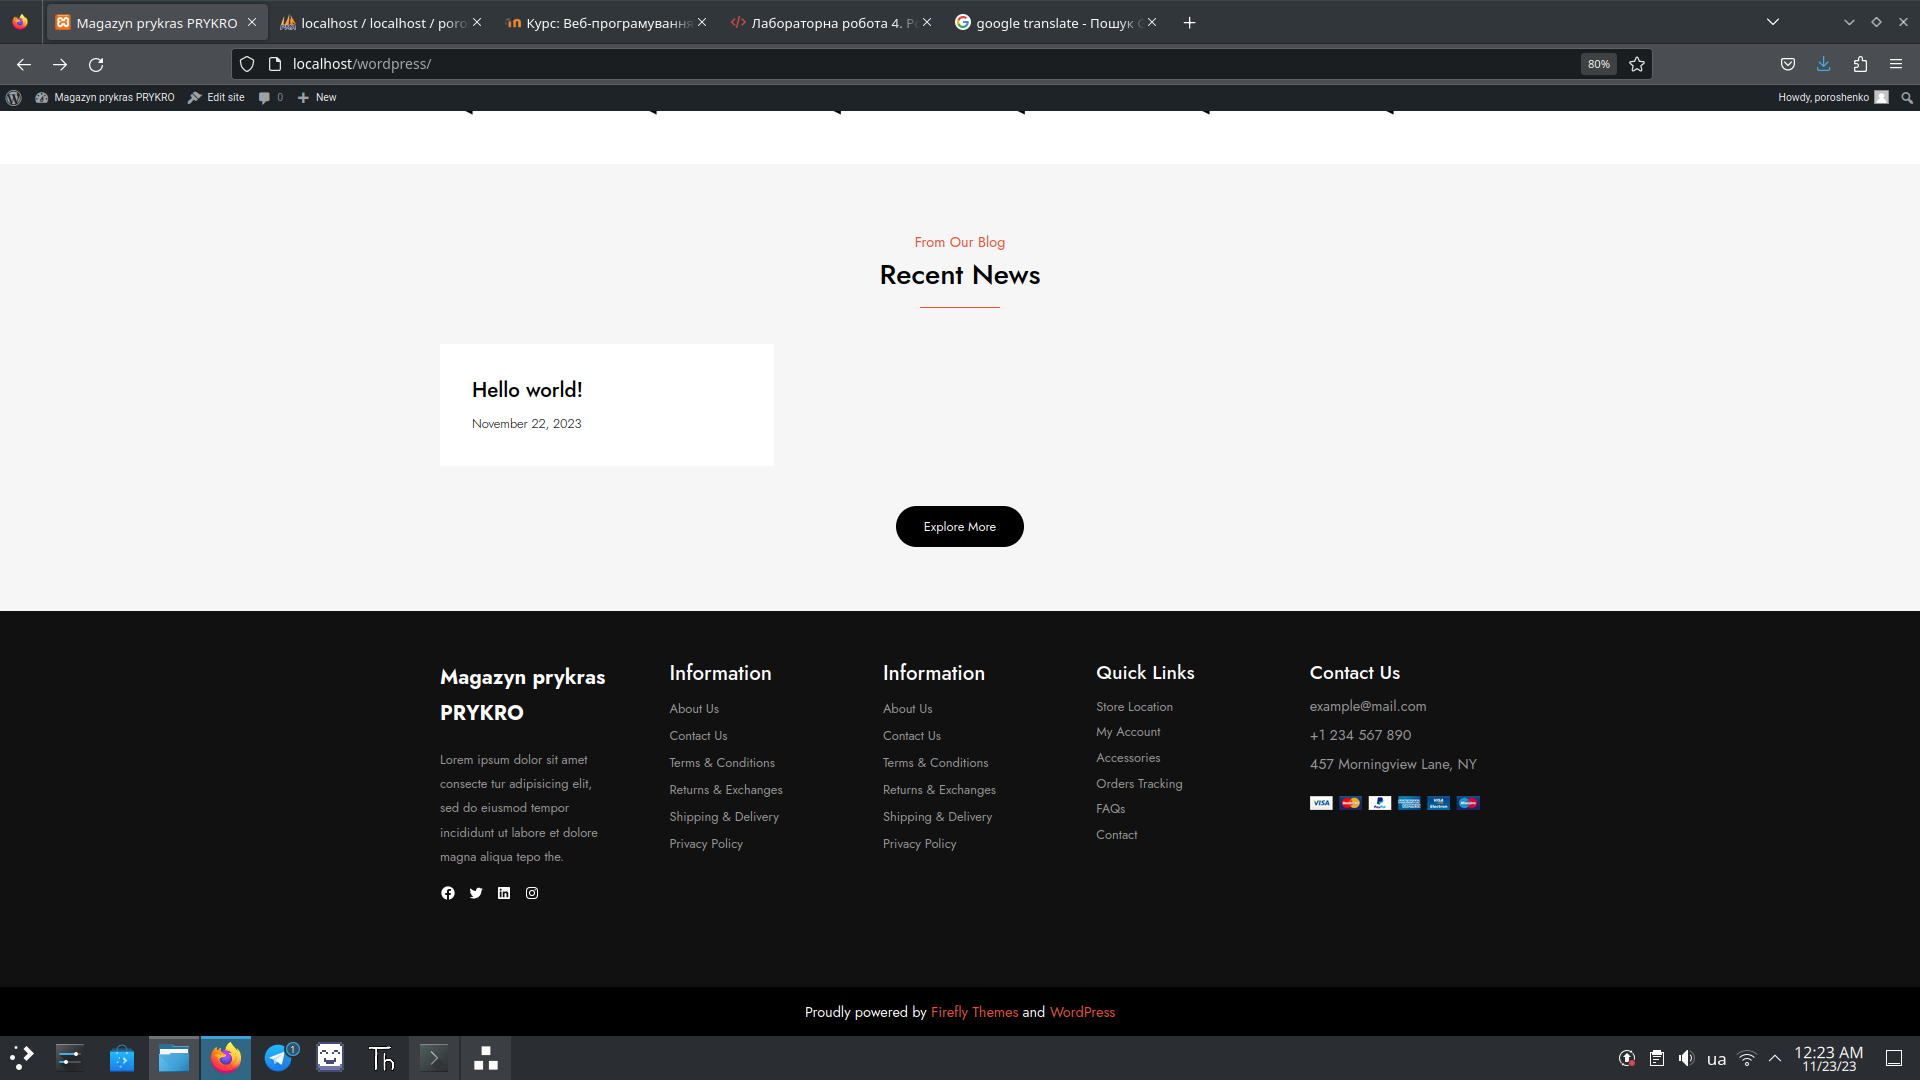 Magazyn prykras PRYKRO
localhost / localhost / poro
Курс: Веб-програмування
Лабораторна робота 4. Р
google translate - Пошук G
localhost/wordpress/
80%
Magazyn prykras PRYKRO
Edit site
0
New
Howdy, poroshenko
From Our Blog
Recent News
Hello world!
November 22, 2023
Explore More
Magazyn prykras
PRYKRO
Lorem ipsum dolor sit amet
consecte tur adipisicing elit,
sed do eiusmod tempor
incididunt ut labore et dolore
magna aliqua tepo the.
Information
About Us
Contact Us
Terms & Conditions
Returns & Exchanges
Shipping & Delivery
Privacy Policy
Information
About Us
Contact Us
Terms & Conditions
Returns & Exchanges
Shipping & Delivery
Privacy Policy
Quick Links
Store Location
My Account
Accessories
Orders Tracking
FAQs
Contact
Contact Us
example@mail.com
+1 234 567 890
457 Morningview Lane, NY
VISA
Proudly powered by Firefly Themes and WordPress
1
Th
ua
12:23 AM
11/23/23